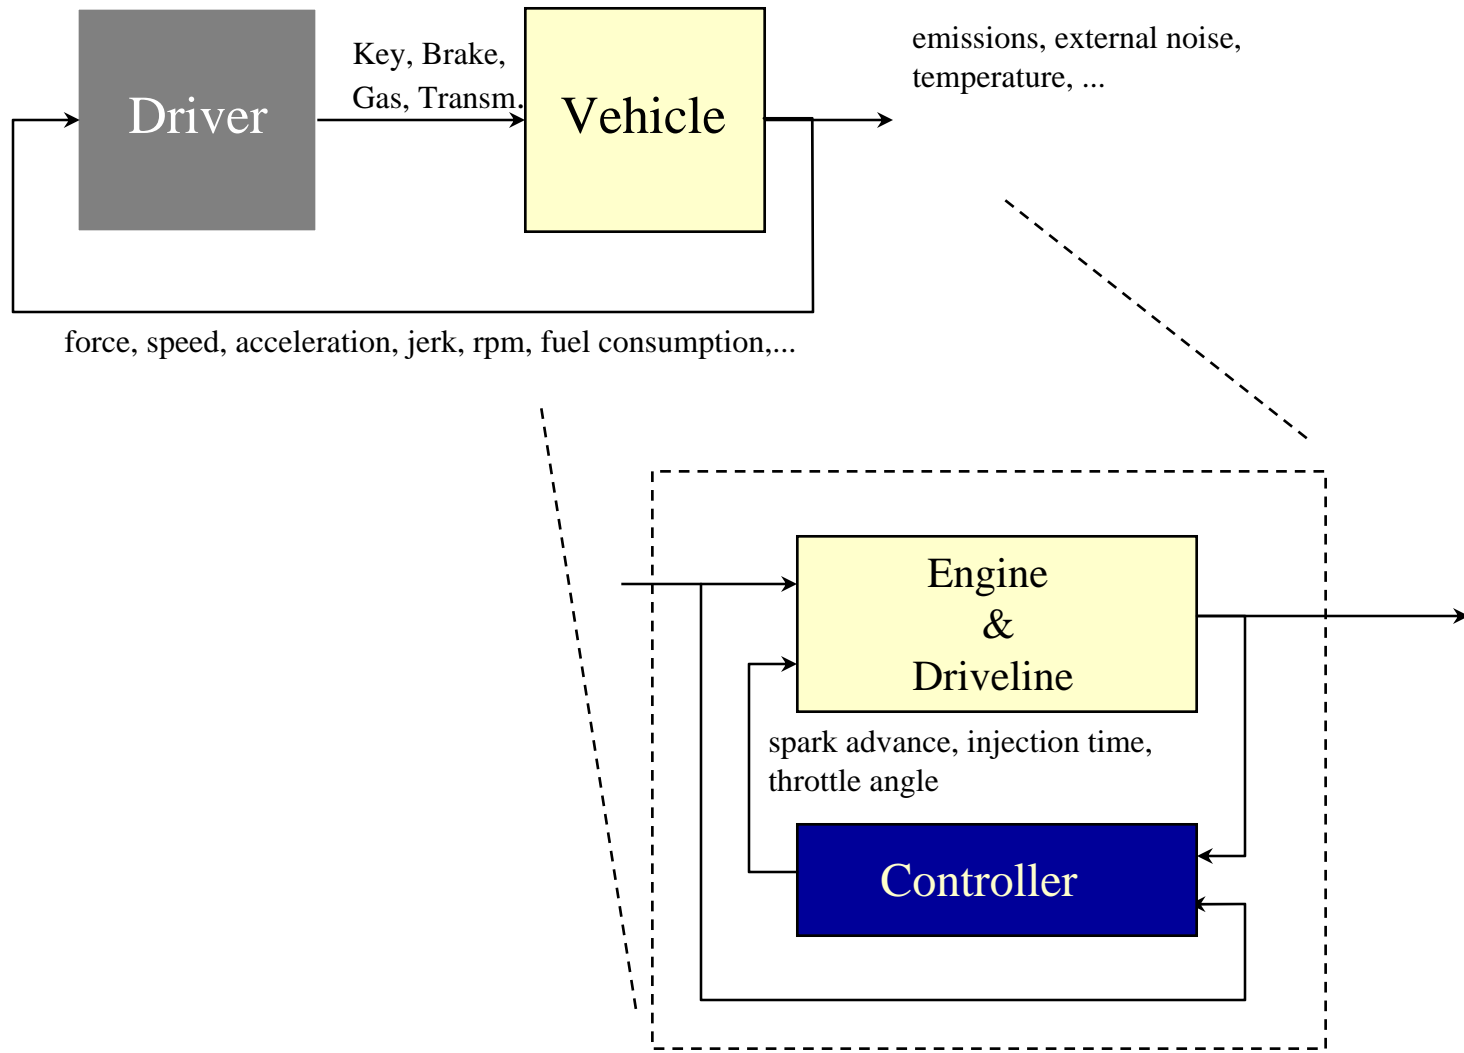 Driver
Key, Brake,
Gas, Transm.
Vehicle
emissions, external noise,
temperature, ...
force, speed, acceleration, jerk, rpm, fuel consumption,...
Engine
&
Driveline
spark advance, injection time,
throttle angle
Controller